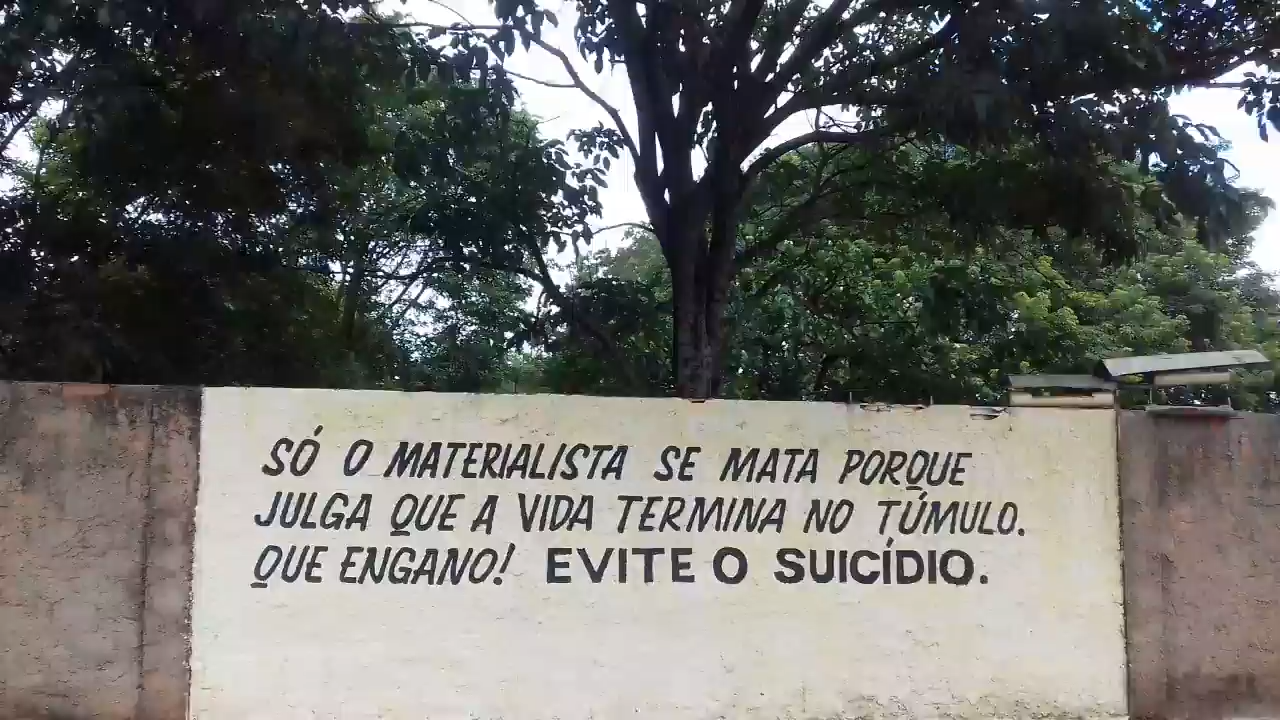 SÓ O MATERIALISTA SE MATA PORQUE
JULGA QUE A VIDA TERMINA NO TÚMULO.
QUE ENGANO! EVITE O SUICÍDIO.